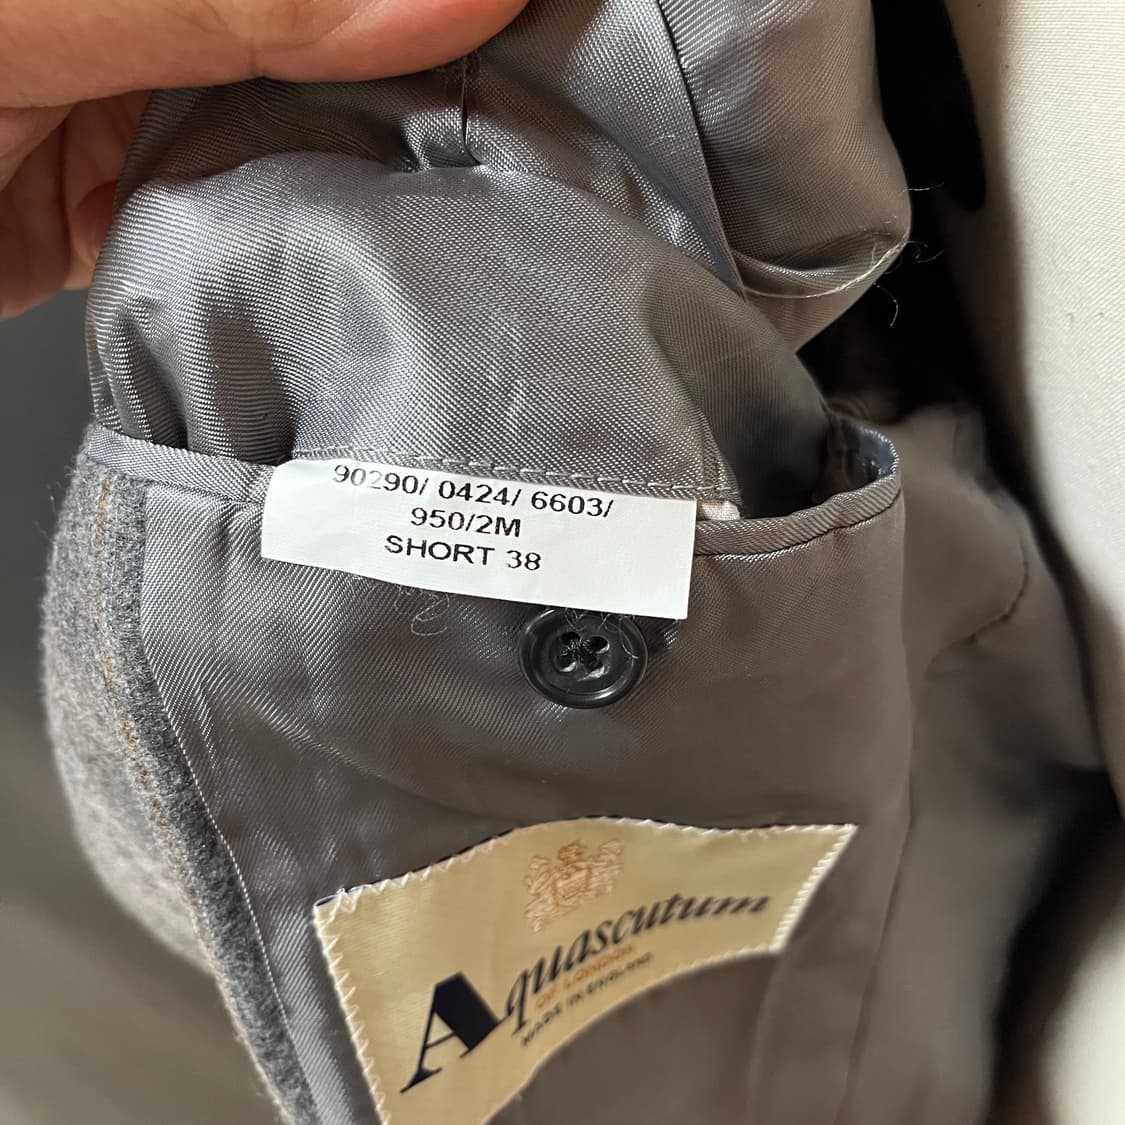 90290/ 0424/ 6603/
950/2M
SHORT 38
Aquascutum
OF LONDON
MADE IN ENGLAND